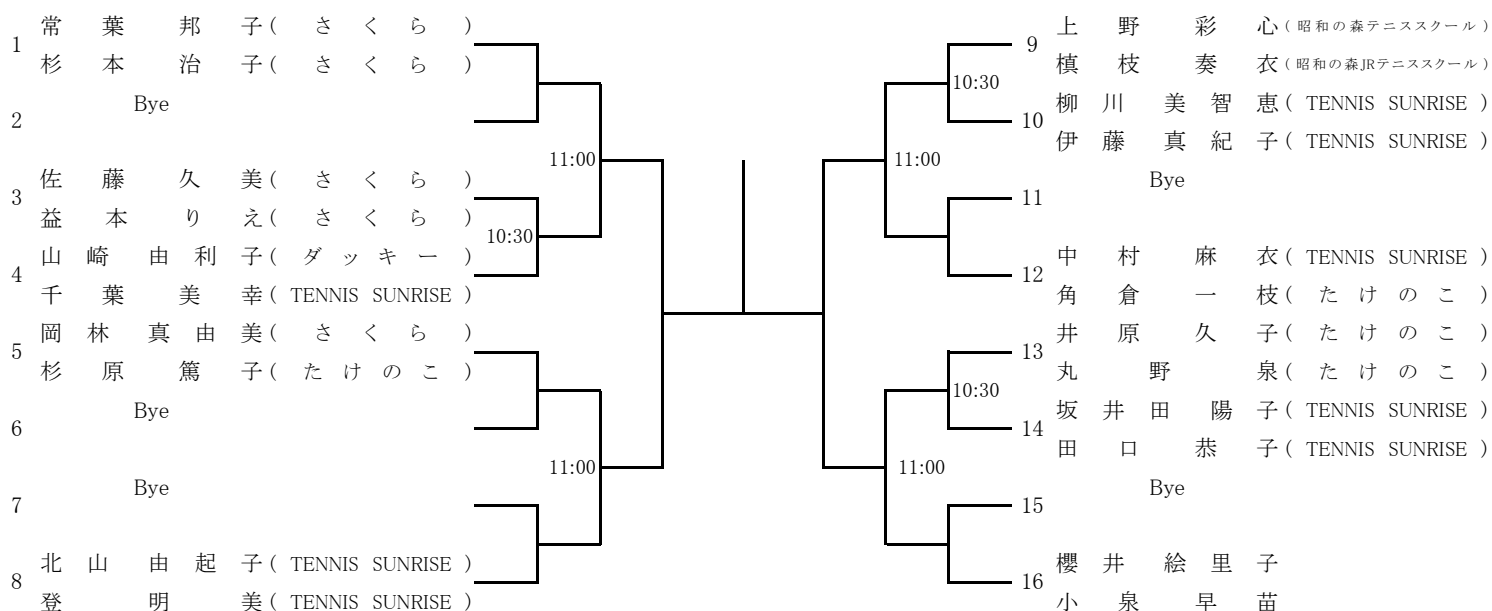 1
常葉邦子(さくら)
杉本治子(さくら)
2
Bye
3
佐藤久美(さくら)
益本りえ(さくら)
10:30
4
山崎由利子(ダッキー)
千葉美幸(TENNIS SUNRISE)
11:00
5
岡林真由美(さくら)
杉原篤子(たけのこ)
6
Bye
7
Bye
8
北山由起子(TENNIS SUNRISE)
登明美(TENNIS SUNRISE)
11:00
9
上野彩心(昭和の森テニススクール)
槙枝奏衣(昭和の森JRテニススクール)
10:30
10
柳川美智恵(TENNIS SUNRISE)
伊藤真紀子(TENNIS SUNRISE)
11:00
11
Bye
12
中村麻衣(TENNIS SUNRISE)
角倉一枝(たけのこ)
13
井原久子(たけのこ)
丸野泉(たけのこ)
10:30
14
坂井田陽子(TENNIS SUNRISE)
田口恭子(TENNIS SUNRISE)
11:00
15
Bye
16
櫻井絵里子
小泉早苗